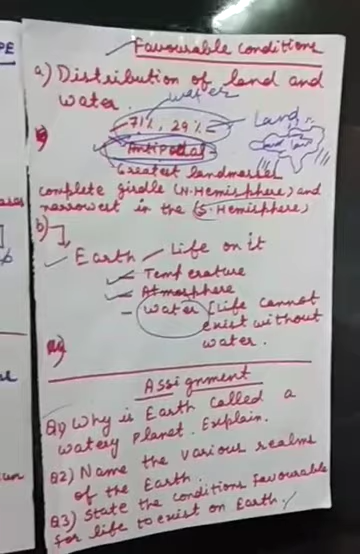 PE
Favourable conditions
a) Distribution of land and
water.
water
71%, 29%
Land
Antipodal
Greatest landmasses
complete girdle (N. Hemisphere) and
narrowest in the (S. Hemisphere)
b)
Earth / Life on it
Temperature
Atmosphere
- Water [Life cannot
exist without
water.
Assignment
Q1) Why is Earth called a
watery planet. Explain.
Q2) Name the various realms
of the Earth.
Q3) State the conditions favourable
for life to exist on Earth.